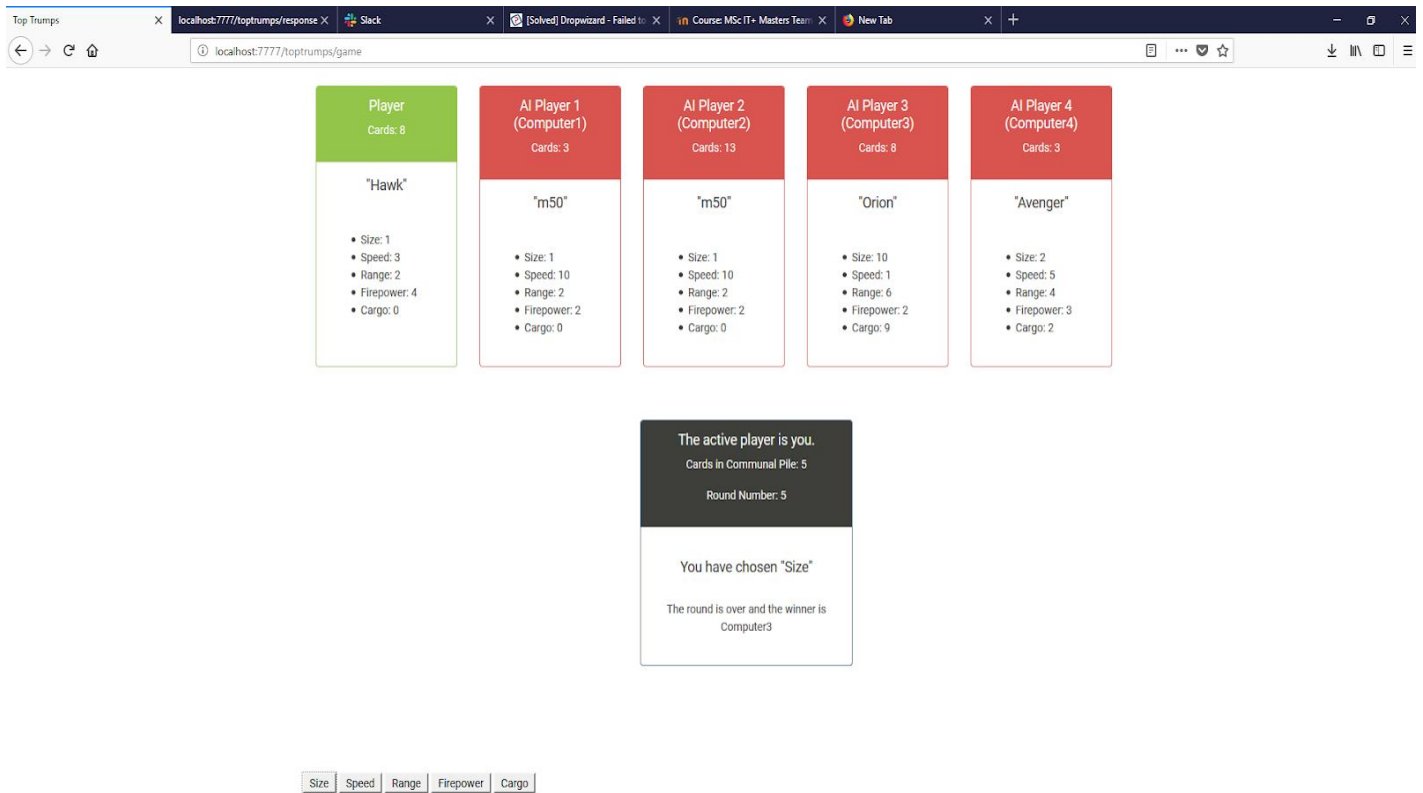 Top Trumps
localhost:7777/toptrumps/response
Slack
[Solved] Dropwizard - Failed to
Course: MSc IT+ Masters Team
New Tab
localhost:7777/toptrumps/game
Player
Cards: 8
"Hawk"
• Size: 1
• Speed: 3
• Range: 2
• Firepower: 4
• Cargo: 0
AI Player 1
(Computer1)
Cards: 3
"m50"
• Size: 1
• Speed: 10
• Range: 2
• Firepower: 2
• Cargo: 0
AI Player 2
(Computer2)
Cards: 13
"m50"
• Size: 1
• Speed: 10
• Range: 2
• Firepower: 2
• Cargo: 0
AI Player 3
(Computer3)
Cards: 8
"Orion"
• Size: 10
• Speed: 1
• Range: 6
• Firepower: 2
• Cargo: 9
AI Player 4
(Computer4)
Cards: 3
"Avenger"
• Size: 2
• Speed: 5
• Range: 4
• Firepower: 3
• Cargo: 2
The active player is you.
Cards in Communal Pile: 5
Round Number: 5
You have chosen "Size"
The round is over and the winner is
Computer3
Size Speed Range Firepower Cargo